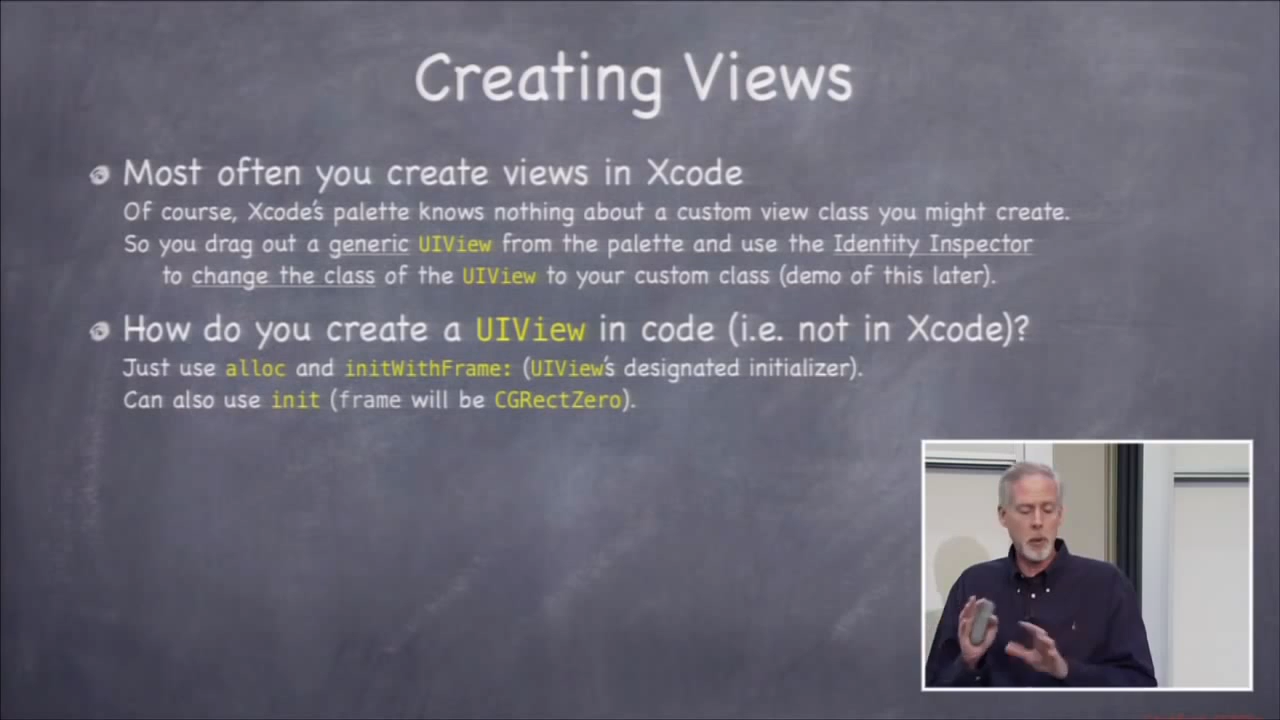 Creating Views
Most often you create views in Xcode
Of course, Xcode's palette knows nothing about a custom view class you might create.
So you drag out a generic UIView from the palette and use the Identity Inspector
to change the class of the UIView to your custom class (demo of this later).
How do you create a UIView in code (i.e. not in Xcode)?
Just use alloc and initWithFrame: (UIView's designated initializer).
Can also use init (frame will be CGRectZero).